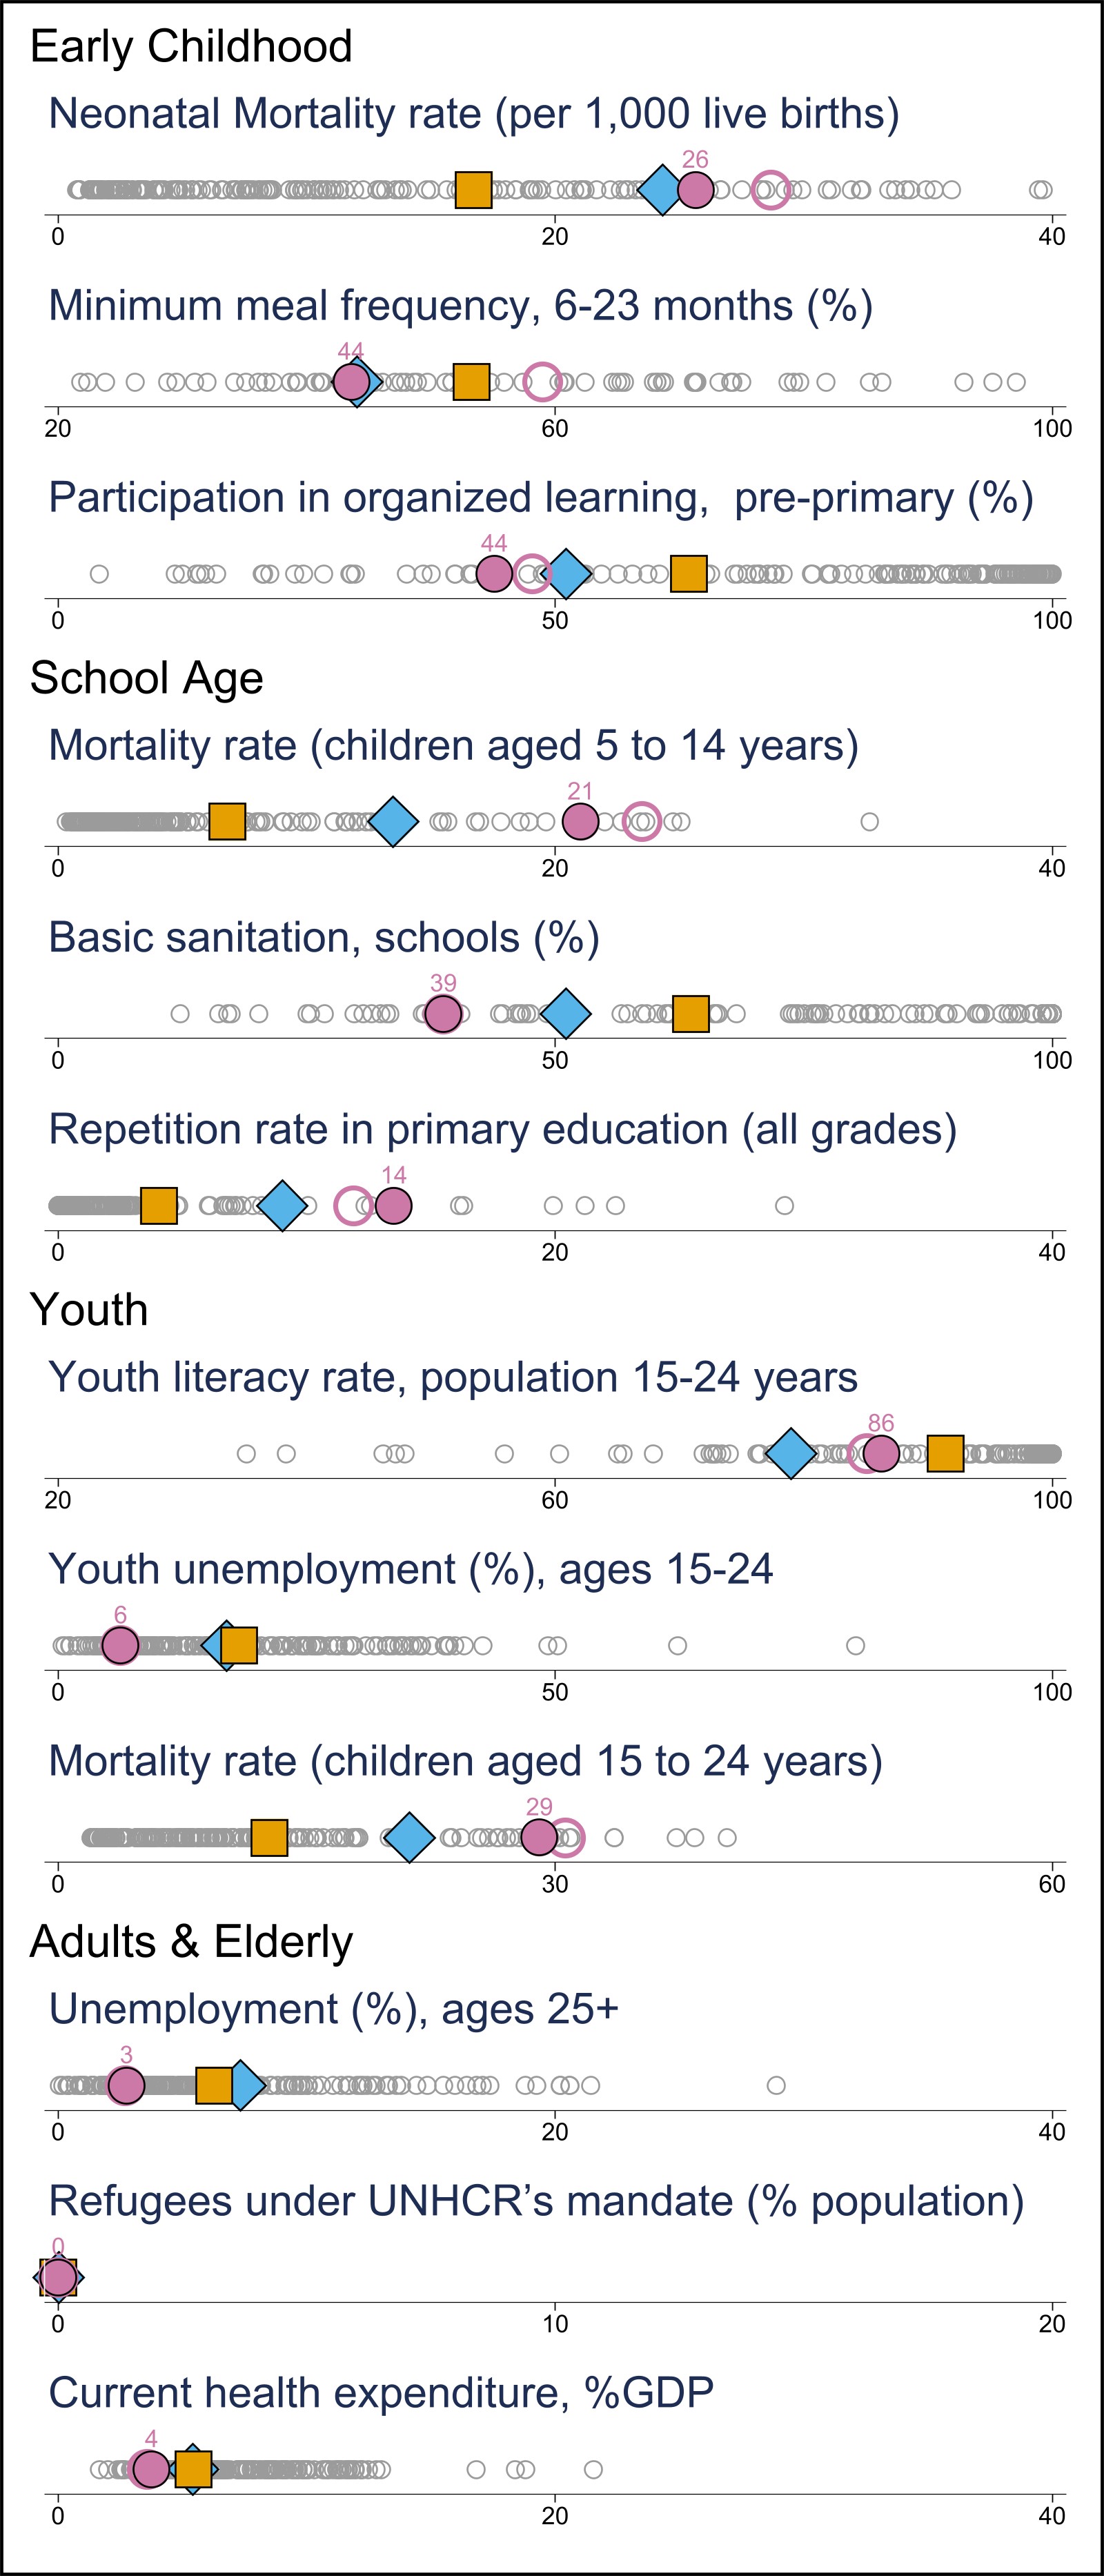 Early Childhood
Neonatal Mortality rate (per 1,000 live births)
26
0 20 40
Minimum meal frequency, 6-23 months (%)
44
20 60 100
Participation in organized learning,  pre-primary (%)
44
0 50 100
School Age
Mortality rate (children aged 5 to 14 years)
21
0 20 40
Basic sanitation, schools (%)
39
0 50 100
Repetition rate in primary education (all grades)
14
0 20 40
Youth
Youth literacy rate, population 15-24 years
86
20 60 100
Youth unemployment (%), ages 15-24
6
0 50 100
Mortality rate (children aged 15 to 24 years)
29
0 30 60
Adults & Elderly
Unemployment (%), ages 25+
3
0 20 40
Refugees under UNHCR’s mandate (% population)
0
0 10 20
Current health expenditure, %GDP
4
0 20 40